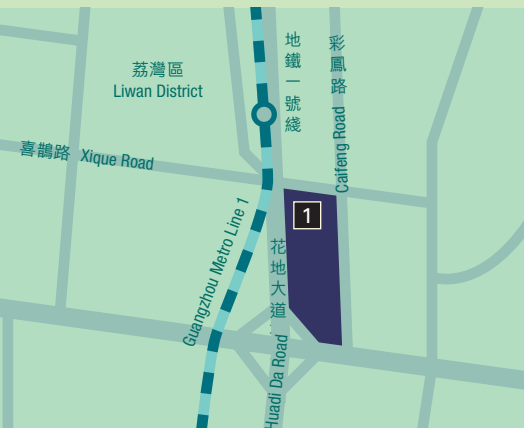 荔灣區
Liwan District
地鐵一號綫
彩鳳路
Caifeng Road
喜鵲路 Xique Road
1
Guangzhou Metro Line 1
花地大道
Huadi Da Road